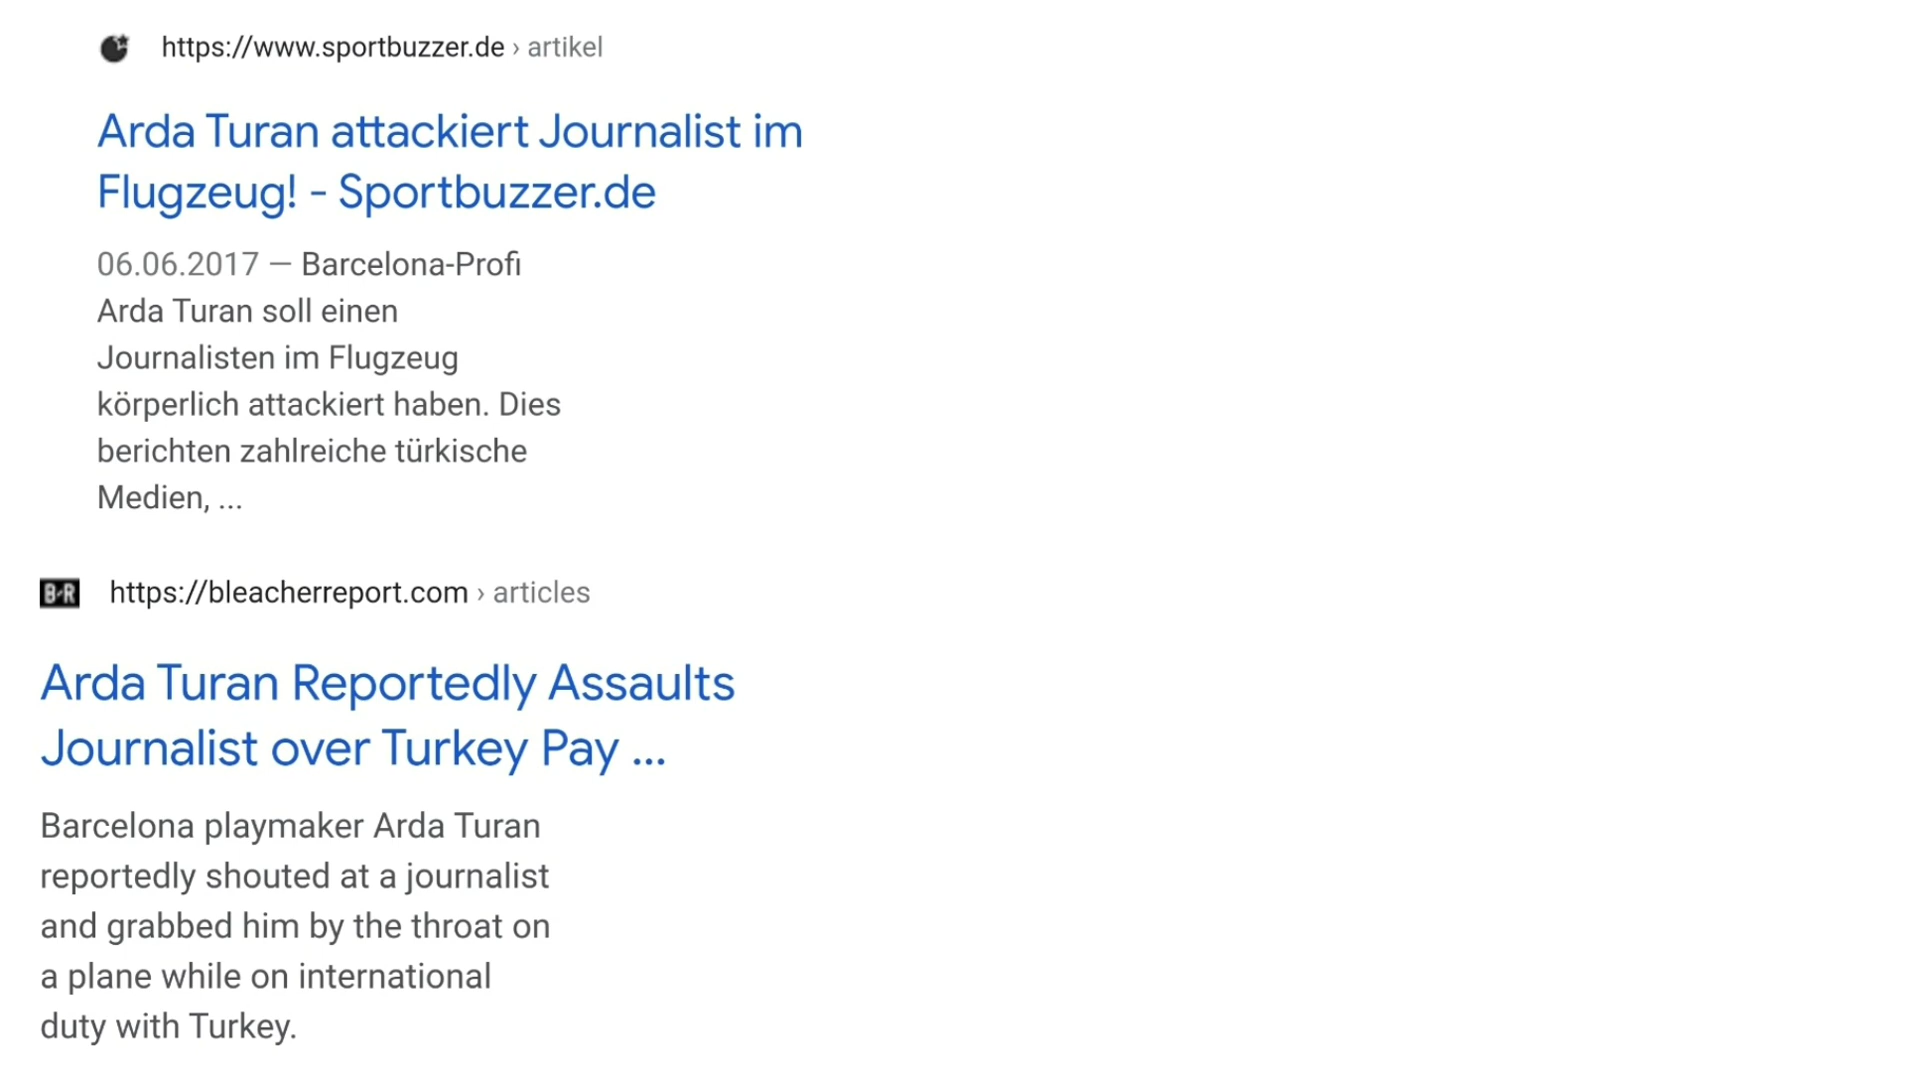 https://www.sportbuzzer.de › artikel
Arda Turan attackiert Journalist im
Flugzeug! - Sportbuzzer.de
06.06.2017 — Barcelona-Profi
Arda Turan soll einen
Journalisten im Flugzeug
körperlich attackiert haben. Dies
berichten zahlreiche türkische
Medien, ...
B-R https://bleacherreport.com › articles
Arda Turan Reportedly Assaults
Journalist over Turkey Pay ...
Barcelona playmaker Arda Turan
reportedly shouted at a journalist
and grabbed him by the throat on
a plane while on international
duty with Turkey.